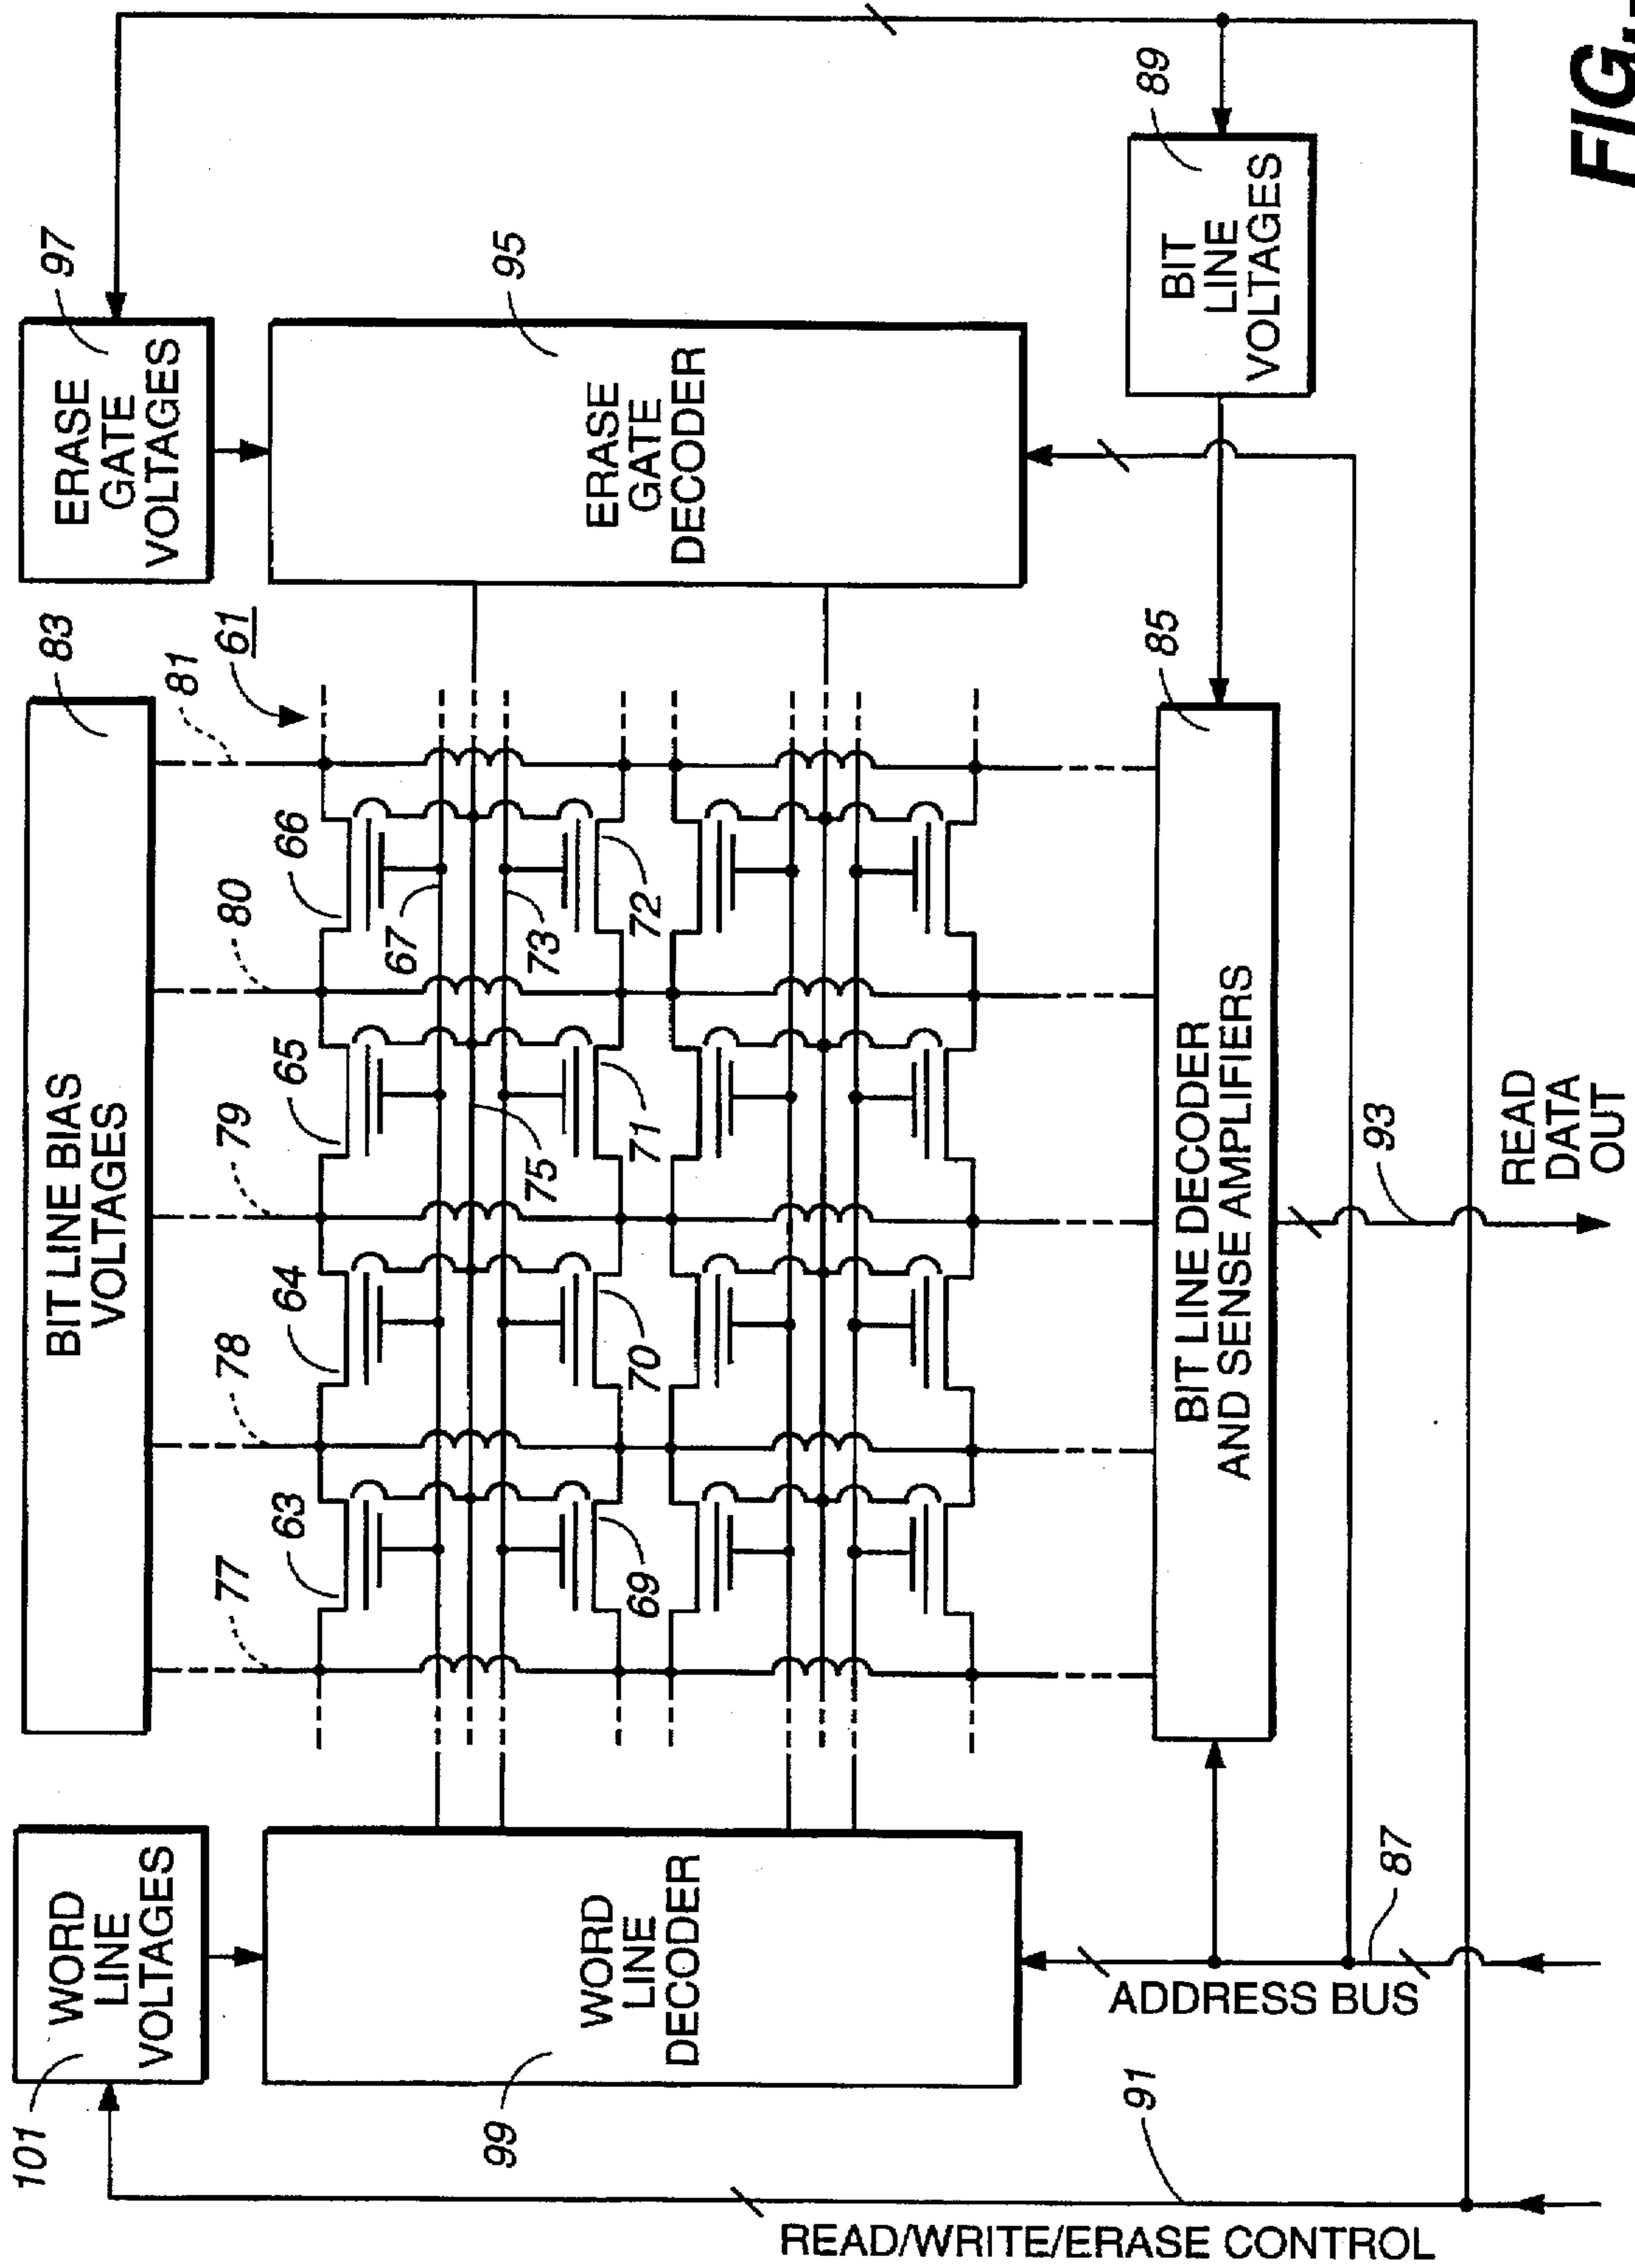 101
WORD
LINE
VOLTAGES
BIT LINE BIAS
VOLTAGES
83
ERASE
GATE
VOLTAGES
97
77
78
79
80
81
61
63
64
65
66
67
73
75
69
70
71
72
99
WORD
LINE
DECODER
ERASE
GATE
DECODER
95
BIT LINE DECODER
AND SENSE AMPLIFIERS
85
BIT
LINE
VOLTAGES
89
ADDRESS BUS
87
91
READ/WRITE/ERASE CONTROL
93
READ
DATA
OUT
FIG.